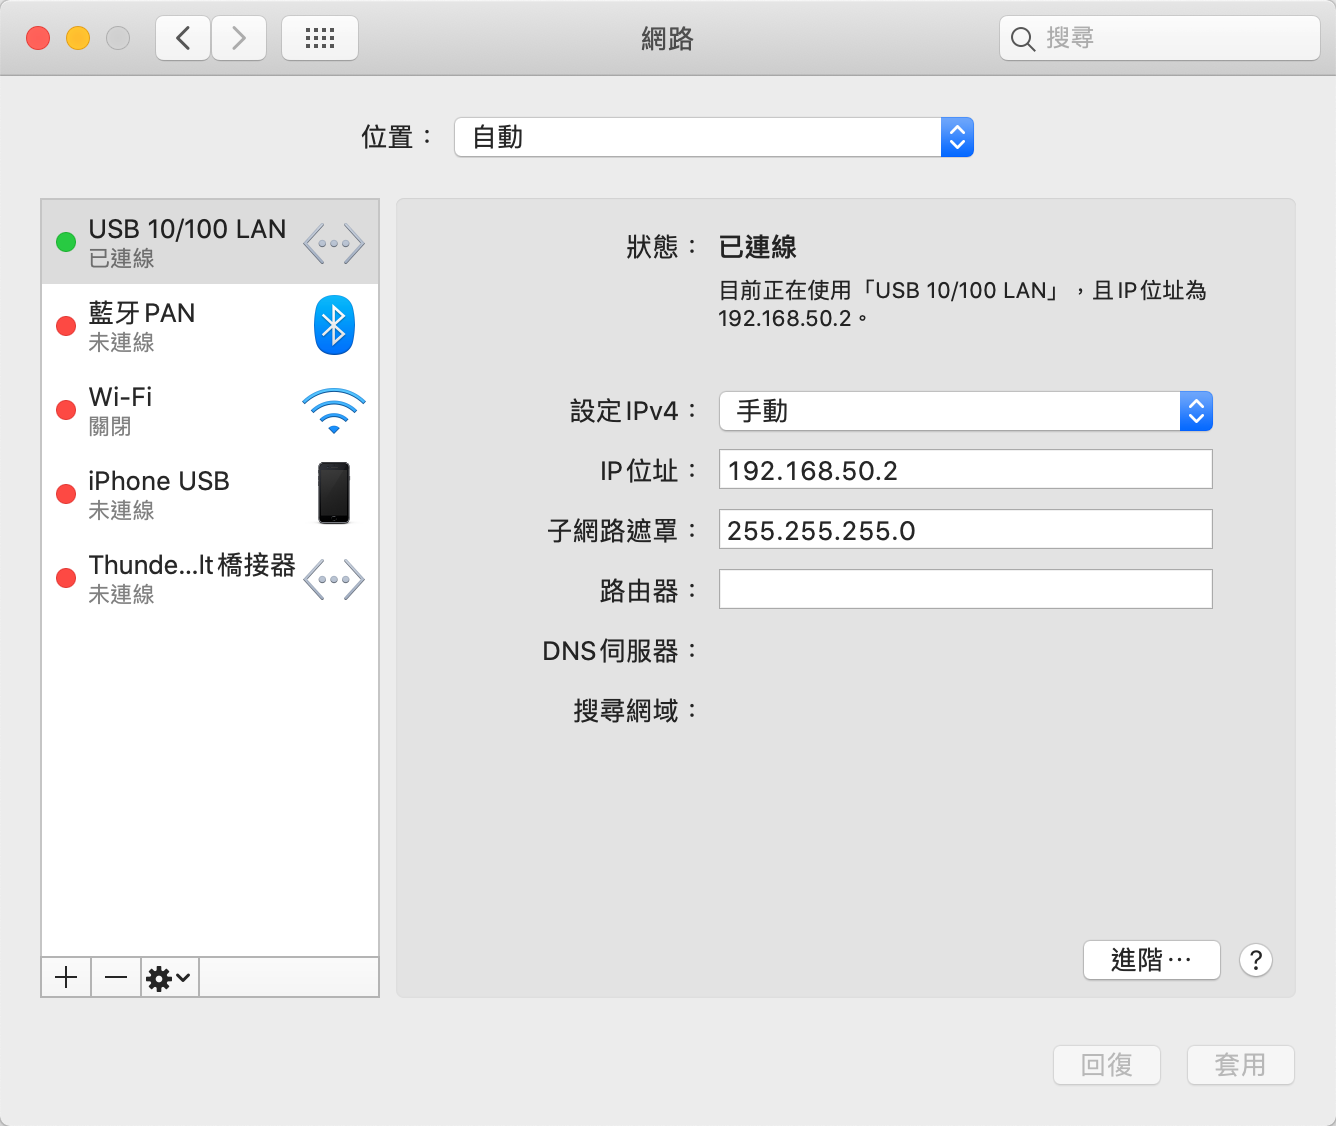 網路
搜尋
位置：
自動
USB 10/100 LAN
已連線
藍牙 PAN
未連線
Wi-Fi
關閉
iPhone USB
未連線
Thunde...lt 橋接器
未連線
狀態：
已連線
目前正在使用「USB 10/100 LAN」，且 IP 位址為
192.168.50.2。
設定 IPv4：
手動
IP 位址：
192.168.50.2
子網路遮罩：
255.255.255.0
路由器：
DNS 伺服器：
搜尋網域：
進階⋯
?
回復
套用